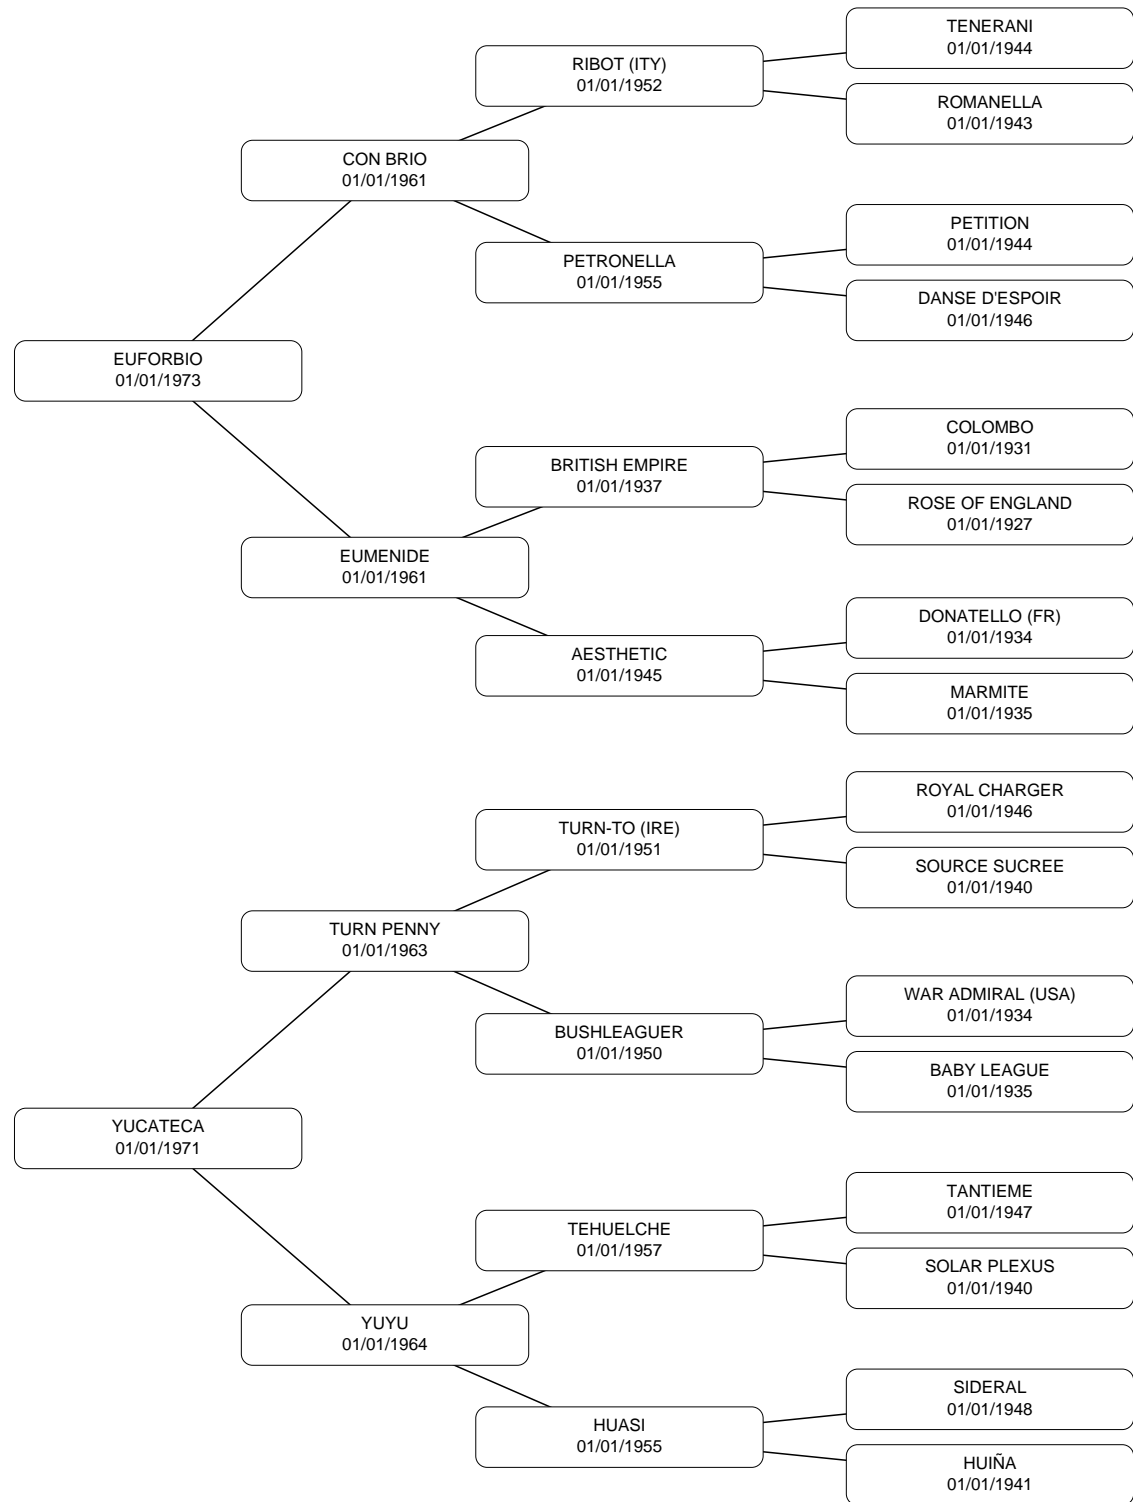 TENERANI
01/01/1944
RIBOT (ITY)
01/01/1952
ROMANELLA
01/01/1943
CON BRIO
01/01/1961
PETITION
01/01/1944
PETRONELLA
01/01/1955
DANSE D'ESPOIR
01/01/1946
EUFORBIO
01/01/1973
COLOMBO
01/01/1931
BRITISH EMPIRE
01/01/1937
ROSE OF ENGLAND
01/01/1927
EUMENIDE
01/01/1961
DONATELLO (FR)
01/01/1934
AESTHETIC
01/01/1945
MARMITE
01/01/1935
ROYAL CHARGER
01/01/1946
TURN-TO (IRE)
01/01/1951
SOURCE SUCREE
01/01/1940
TURN PENNY
01/01/1963
WAR ADMIRAL (USA)
01/01/1934
BUSHLEAGUER
01/01/1950
BABY LEAGUE
01/01/1935
YUCATECA
01/01/1971
TANTIEME
01/01/1947
TEHUELCHE
01/01/1957
SOLAR PLEXUS
01/01/1940
YUYU
01/01/1964
SIDERAL
01/01/1948
HUASI
01/01/1955
HUIÑA
01/01/1941